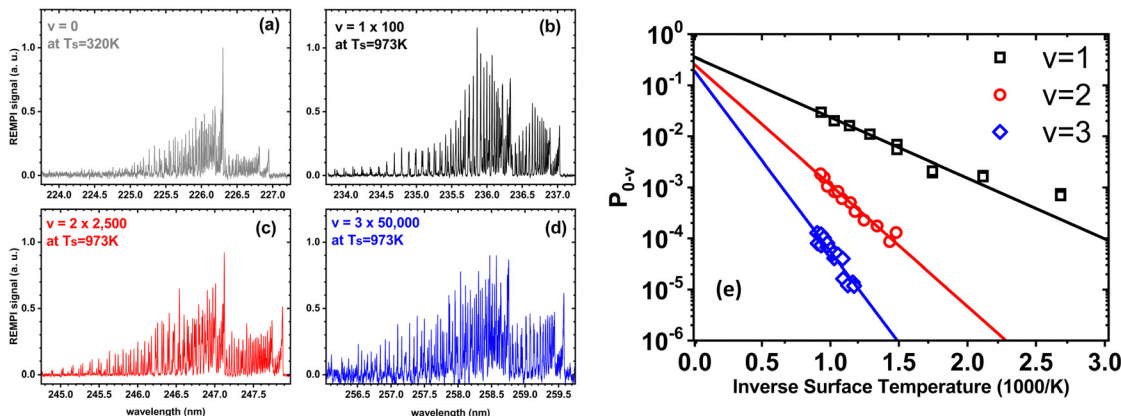 v = 0
at Ts=320K
(a)
REMPI signal (a. u.)
1.0
0.5
0.0
224.0 225.0 226.0 227.0
v = 1 x 100
at Ts=973K
(b)
1.0
0.5
0.0
234.0 234.5 235.0 235.5 236.0 236.5 237.0
v = 2 x 2,500
at Ts=973K
(c)
REMPI signal (a. u.)
1.0
0.5
0.0
245.0 245.5 246.0 246.5 247.0 247.5
wavelength (nm)
v = 3 x 50,000
at Ts=973K
(d)
1.0
0.5
0.0
256.5 257.0 257.5 258.0 258.5 259.0 259.5
wavelength (nm)
P0-v
10^0
10^-1
10^-2
10^-3
10^-4
10^-5
10^-6
v=1
v=2
v=3
(e)
0.0 0.5 1.0 1.5 2.0 2.5 3.0
Inverse Surface Temperature (1000/K)